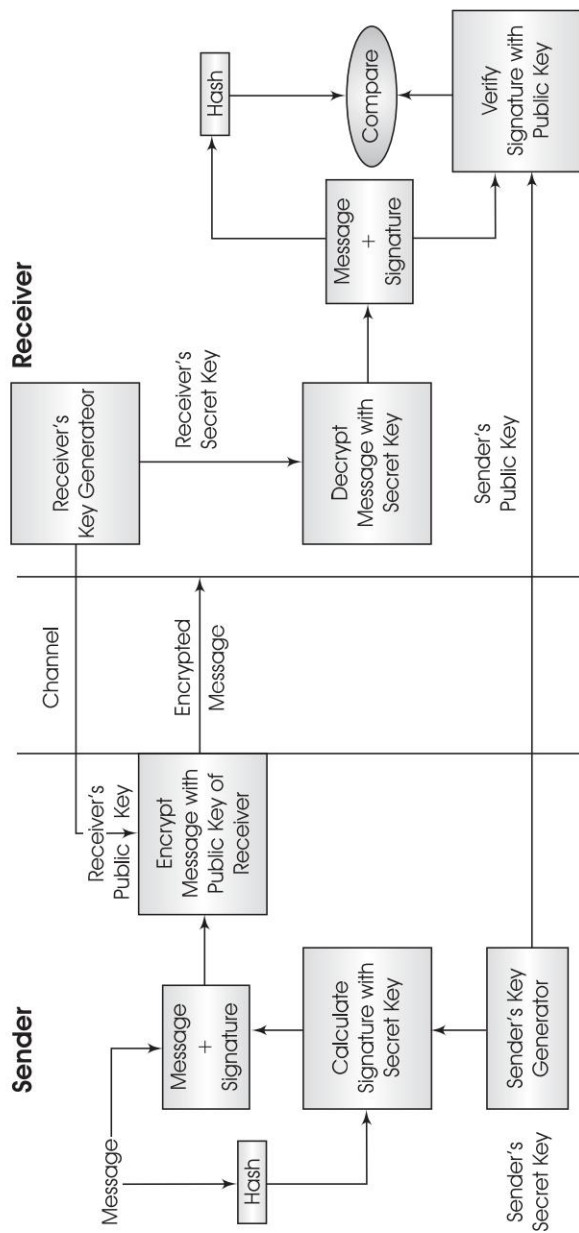 Sender
Receiver
Message
Hash
Message
+
Signature
Calculate
Signature with
Secret Key
Sender's Key
Generator
Sender's
Secret Key
Receiver's
Public Key
Encrypt
Message with
Public Key of
Receiver
Channel
Encrypted
Message
Receiver's
Key Generateor
Receiver's
Secret Key
Decrypt
Message with
Secret Key
Sender's
Public Key
Message
+
Signature
Hash
Compare
Verify
Signature with
Public Key